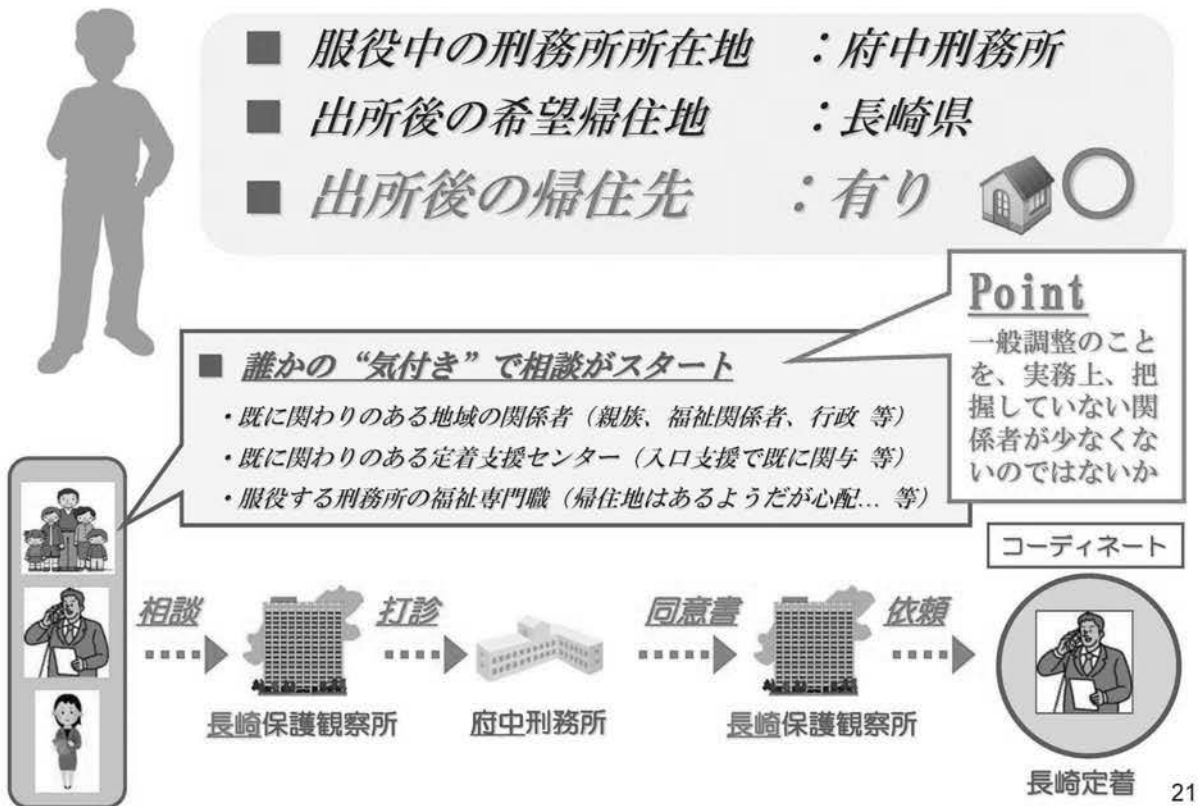 ■ 服役中の刑務所所在地 ：府中刑務所
■ 出所後の希望帰住地 ：長崎県
■ 出所後の帰住先 ：有り
Point
一般調整のこと
を、実務上、把
握していない関
係者が少なくな
いのではないか
■ 誰かの“気付き”で相談がスタート
・既に関わりのある地域の関係者（親族、福祉関係者、行政 等）
・既に関わりのある定着支援センター（入口支援で既に関与 等）
・服役する刑務所の福祉専門職（帰住地はあるようだが心配… 等）
コーディネート
相談
打診
同意書
依頼
長崎保護観察所
府中刑務所
長崎保護観察所
長崎定着
21